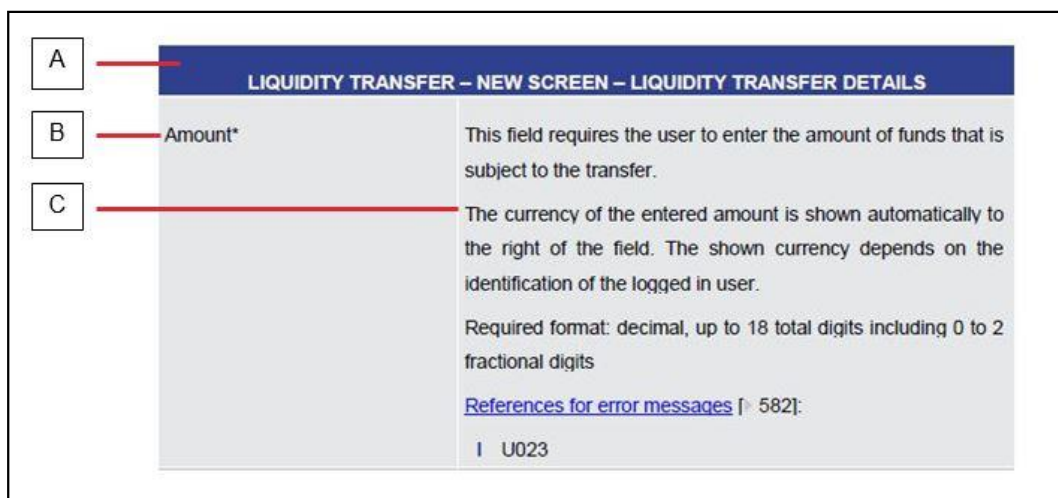 A
LIQUIDITY TRANSFER – NEW SCREEN – LIQUIDITY TRANSFER DETAILS
B
Amount*
This field requires the user to enter the amount of funds that is
subject to the transfer.
C
The currency of the entered amount is shown automatically to
the right of the field. The shown currency depends on the
identification of the logged in user.
Required format: decimal, up to 18 total digits including 0 to 2
fractional digits
References for error messages [▹ 582]:
I U023